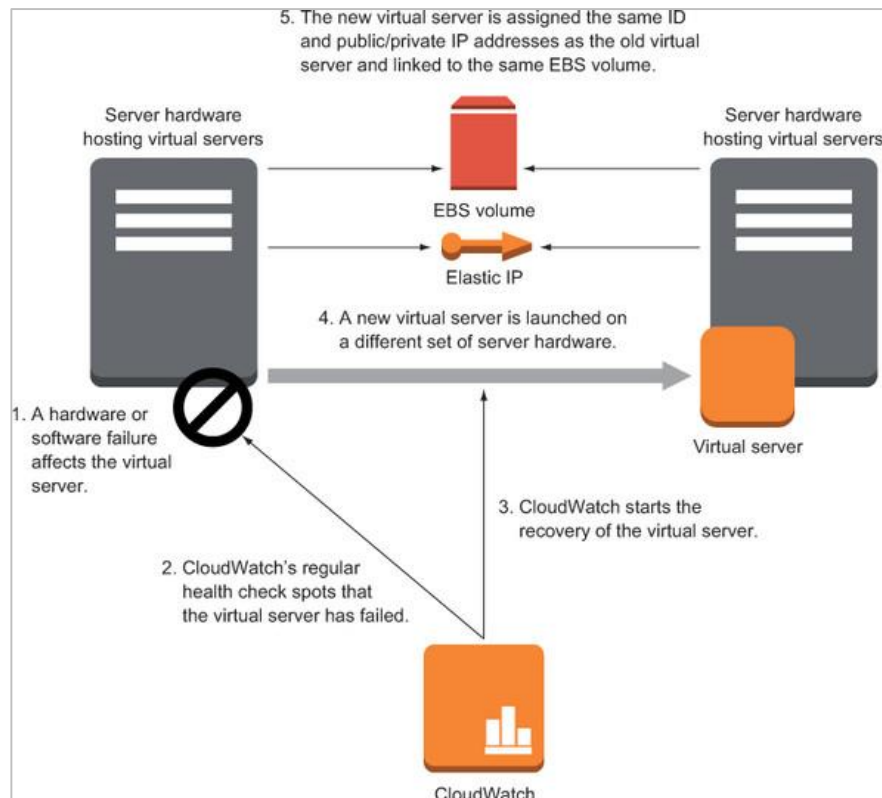 5. The new virtual server is assigned the same ID
and public/private IP addresses as the old virtual
server and linked to the same EBS volume.
Server hardware
hosting virtual servers
Server hardware
hosting virtual servers
EBS volume
Elastic IP
4. A new virtual server is launched on
a different set of server hardware.
1. A hardware or
software failure
affects the virtual
server.
Virtual server
3. CloudWatch starts the
recovery of the virtual server.
2. CloudWatch's regular
health check spots that
the virtual server has failed.
CloudWatch